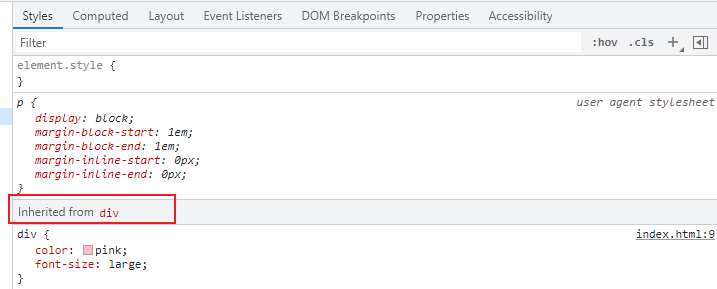 Styles Computed Layout Event Listeners DOM Breakpoints Properties Accessibility
Filter :hov .cls +
element.style {
}
p { user agent stylesheet
display: block;
margin-block-start: 1em;
margin-block-end: 1em;
margin-inline-start: 0px;
margin-inline-end: 0px;
}
Inherited from div
div { index.html:9
color: pink;
font-size: large;
}